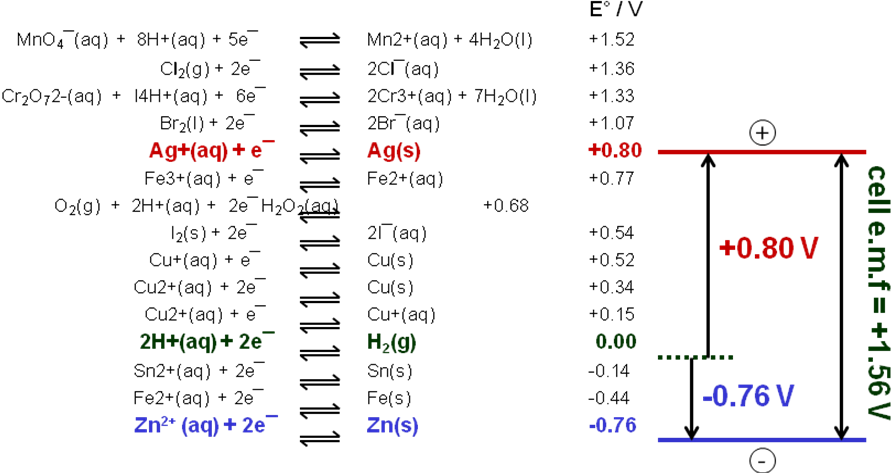 E° / V
MnO₄⁻(aq) + 8H+(aq) + 5e⁻ ⇌ Mn2+(aq) + 4H₂O(l) +1.52
Cl₂(g) + 2e⁻ ⇌ 2Cl⁻(aq) +1.36
Cr₂O₇2-(aq) + l4H+(aq) + 6e⁻ ⇌ 2Cr3+(aq) + 7H₂O(l) +1.33
Br₂(l) + 2e⁻ ⇌ 2Br⁻(aq) +1.07
Ag+(aq) + e⁻ ⇌ Ag(s) +0.80
Fe3+(aq) + e⁻ ⇌ Fe2+(aq) +0.77
O₂(g) + 2H+(aq) + 2e⁻ H₂O₂(aq) ⇌ +0.68
I₂(s) + 2e⁻ ⇌ 2I⁻(aq) +0.54
Cu+(aq) + e⁻ ⇌ Cu(s) +0.52
Cu2+(aq) + 2e⁻ ⇌ Cu(s) +0.34
Cu2+(aq) + e⁻ ⇌ Cu+(aq) +0.15
2H+(aq) + 2e⁻ ⇌ H₂(g) 0.00
Sn2+(aq) + 2e⁻ ⇌ Sn(s) -0.14
Fe2+(aq) + 2e⁻ ⇌ Fe(s) -0.44
Zn²⁺ (aq) + 2e⁻ ⇌ Zn(s) -0.76
+
+0.80 V
-0.76 V
-
cell e.m.f = +1.56 V